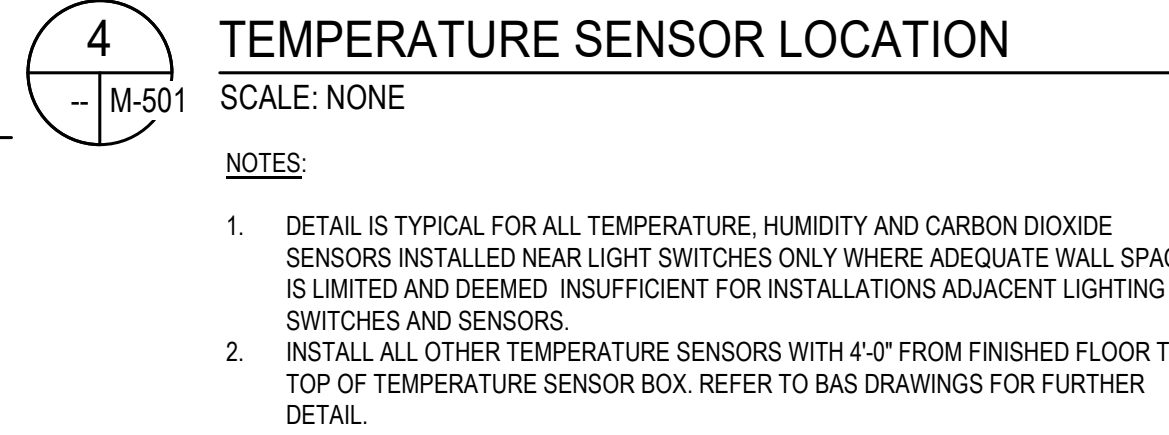 4
TEMPERATURE SENSOR LOCATION
-- M-501
SCALE: NONE
NOTES:
1. DETAIL IS TYPICAL FOR ALL TEMPERATURE, HUMIDITY AND CARBON DIOXIDE
SENSORS INSTALLED NEAR LIGHT SWITCHES ONLY WHERE ADEQUATE WALL
IS LIMITED AND DEEMED INSUFFICIENT FOR INSTALLATIONS ADJACENT LIGHTING
SWITCHES AND SENSORS.
2. INSTALL ALL OTHER TEMPERATURE SENSORS WITH 4'-0" FROM FINISHED FLOOR
TOP OF TEMPERATURE SENSOR BOX. REFER TO BAS DRAWINGS FOR FURTHER
DETAIL.